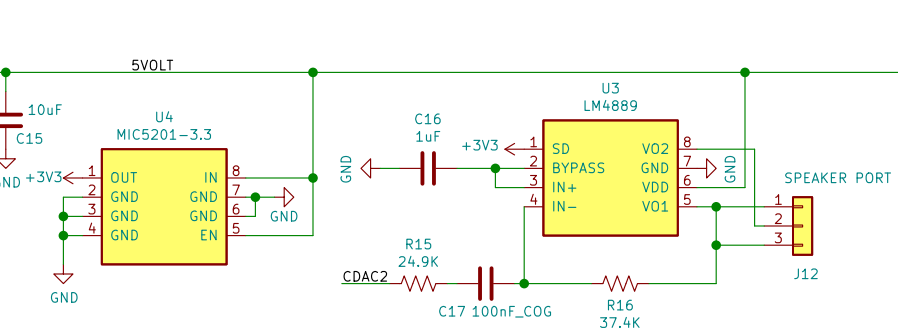 5VOLT
10uF
C15
GND
U4
MIC5201-3.3
+3V3
1 OUT IN 8
2 GND GND 7
3 GND GND 6
4 GND EN 5
GND
GND
C16
1uF
GND
+3V3
U3
LM4889
1 SD VO2 8
2 BYPASS GND 7
3 IN+ VDD 6
4 IN- VO1 5
GND
SPEAKER PORT
1
2
3
J12
CDAC2
R15
24.9K
C17 100nF_COG
R16
37.4K